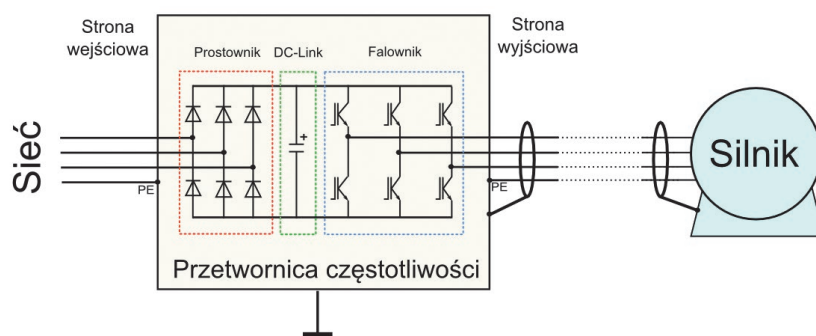 Strona
wejściowa
Prostownik
DC-Link
Falownik
Strona
wyjściowa
Sieć
+
PE
PE
Silnik
Przetwornica częstotliwości